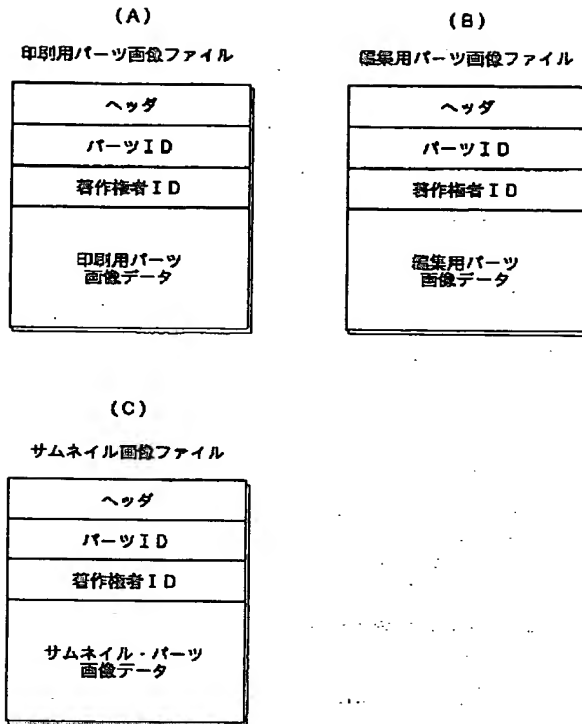 (A)
印刷用パーツ画像ファイル
ヘッダ
パーツID
著作権者ID
印刷用パーツ
画像データ
(B)
編集用パーツ画像ファイル
ヘッダ
パーツID
著作権者ID
編集用パーツ
画像データ
(C)
サムネイル画像ファイル
ヘッダ
パーツID
著作権者ID
サムネイル・パーツ
画像データ